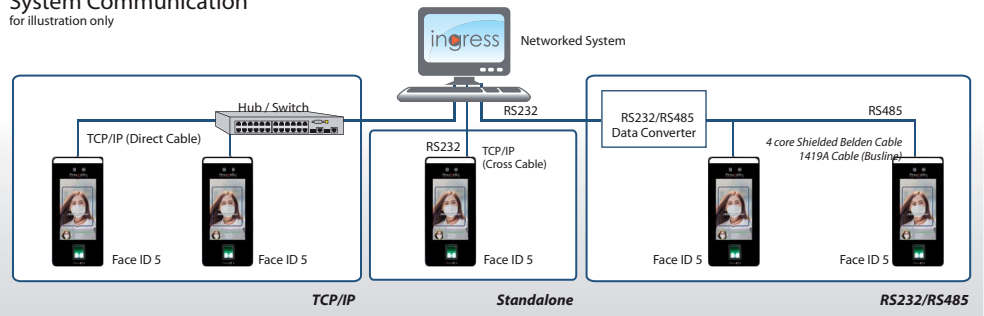 System Communication
for illustration only
ingress
Networked System
Hub / Switch
TCP/IP (Direct Cable)
Face ID 5
Face ID 5
TCP/IP
RS232
TCP/IP
(Cross Cable)
Face ID 5
Standalone
RS232
RS232/RS485
Data Converter
RS485
4 core Shielded Belden Cable
1419A Cable (Busline)
Face ID 5
Face ID 5
RS232/RS485